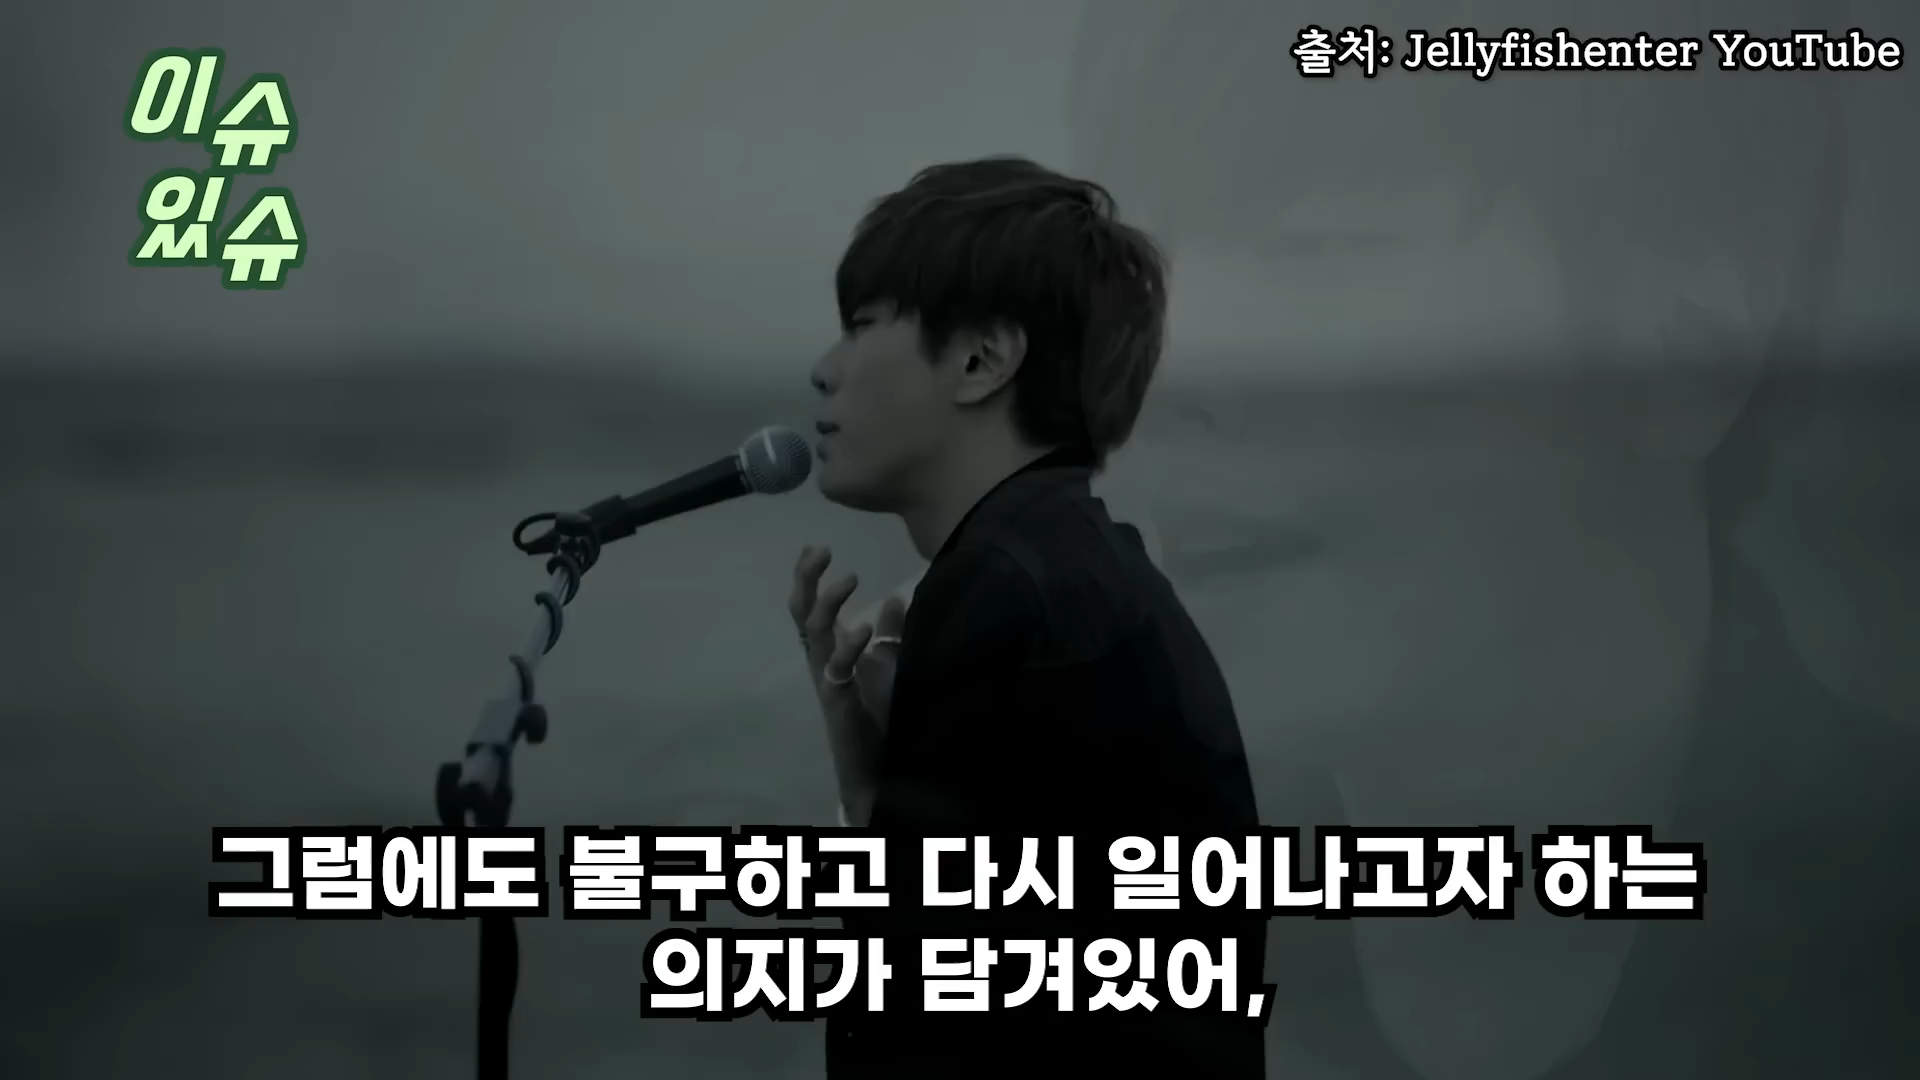 이슈
있슈
출처: Jellyfishenter YouTube
그럼에도 불구하고 다시 일어나고자 하는
의지가 담겨있어,